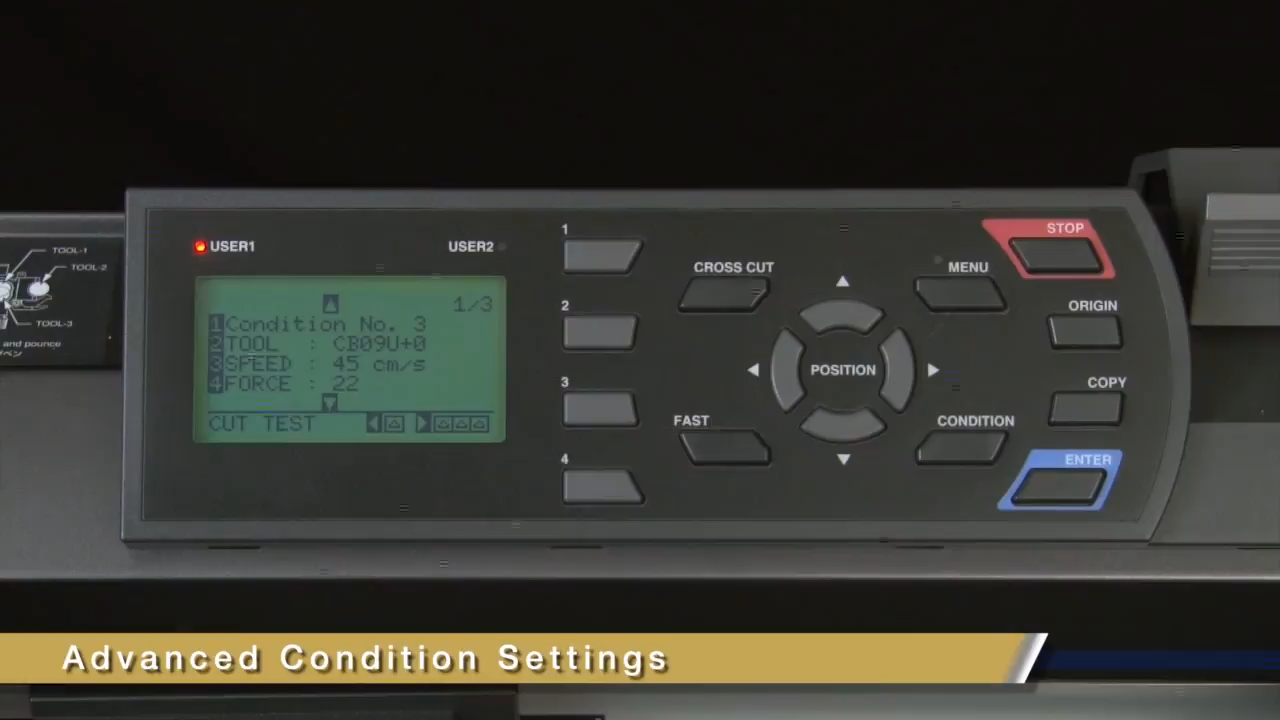 TOOL-1
TOOL-2
TOOL-3
and pounce
USER1
USER2
1/3
1 Condition No. 3
2 TOOL : CB09U+0
3 SPEED : 45 cm/s
4 FORCE : 22
CUT TEST
1
2
3
4
CROSS CUT
MENU
STOP
ORIGIN
POSITION
COPY
FAST
CONDITION
ENTER
Advanced Condition Settings